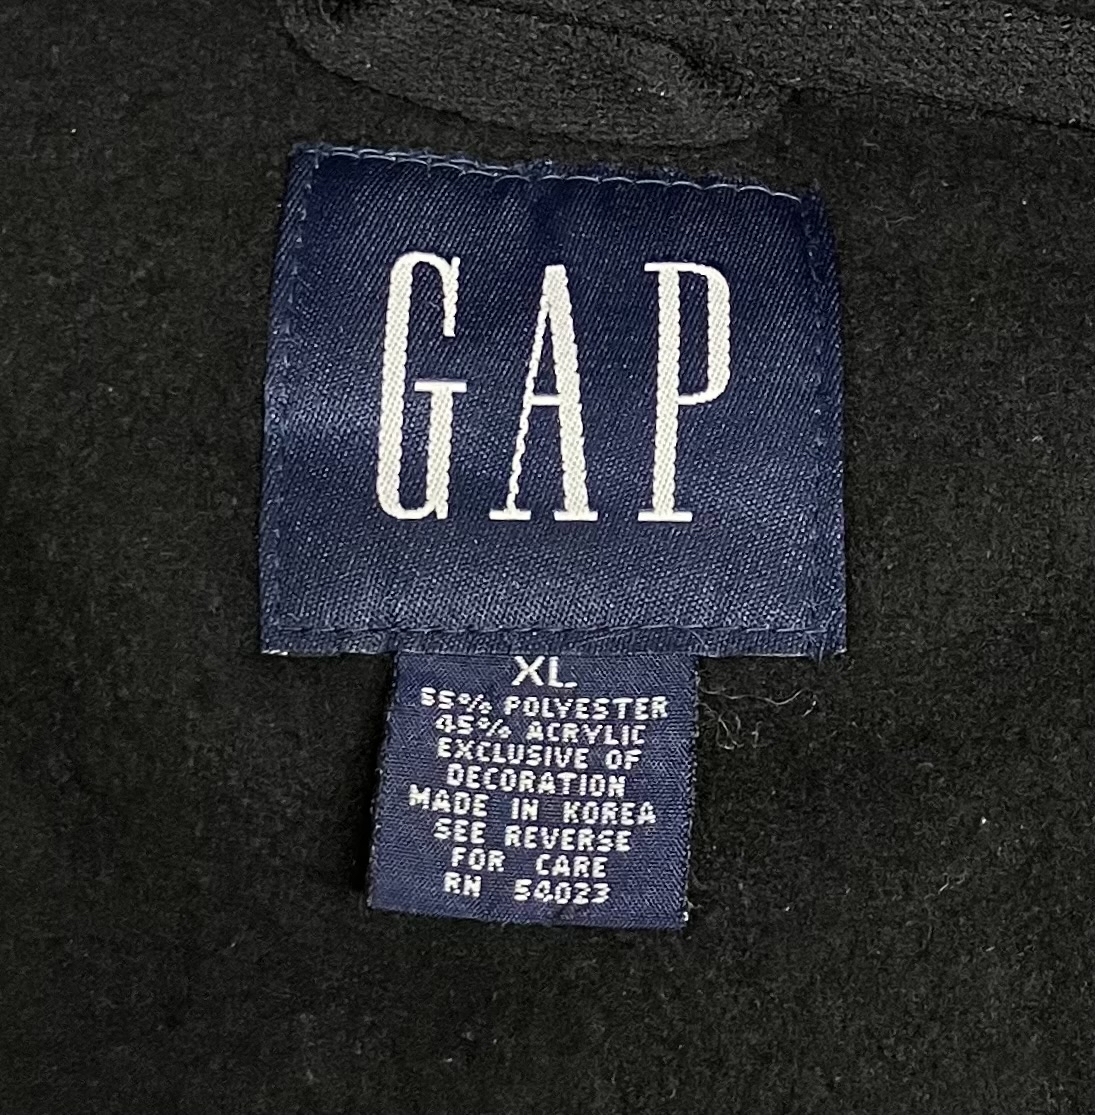 GAP
XL
55% POLYESTER
45% ACRYLIC
EXCLUSIVE OF
DECORATION
MADE IN KOREA
SEE REVERSE
FOR CARE
RN 54023